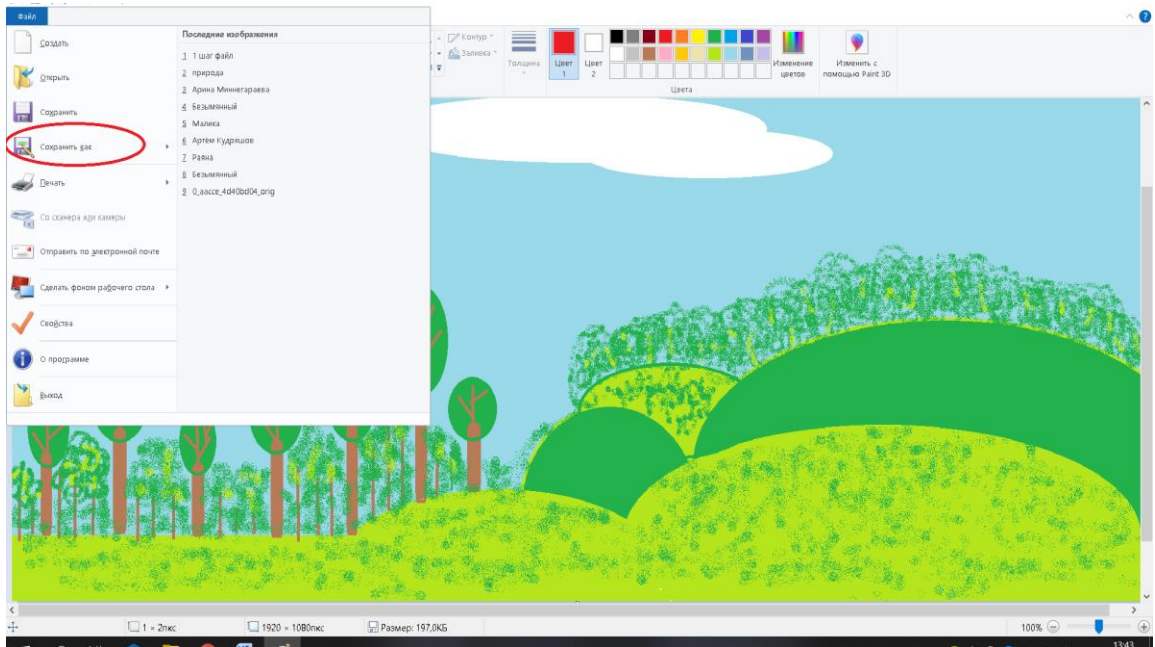 Файл
Создать
Открыть
Сохранить
Сохранить как
Печать
Со сканера или камеры
Отправить по электронной почте
Сделать фоном рабочего стола
Свойства
О программе
Выход
Последние изображения
1 1 шаг файл
2 природа
3 Арина Миннегараева
4 Безымянный
5 Малика
6 Артём Кудряшов
7 Раяна
8 Безымянный
9 0_aacce_4d40bd04_orig
Контур
Заливка
Толщина
Цвет 1
Цвет 2
Изменение цветов
Цвета
Изменить с помощью Paint 3D
1 × 2пкс
1920 × 1080пкс
Размер: 197,0КБ
100%
13:43